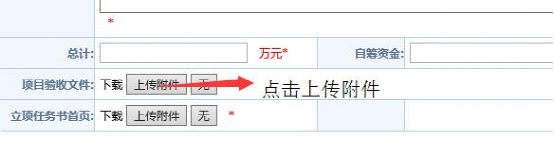 *
总计: 万元* 自筹资金:
项目验收文件: 下载 上传附件 无 点击上传附件
立项任务书首页: 下载 上传附件 无 *